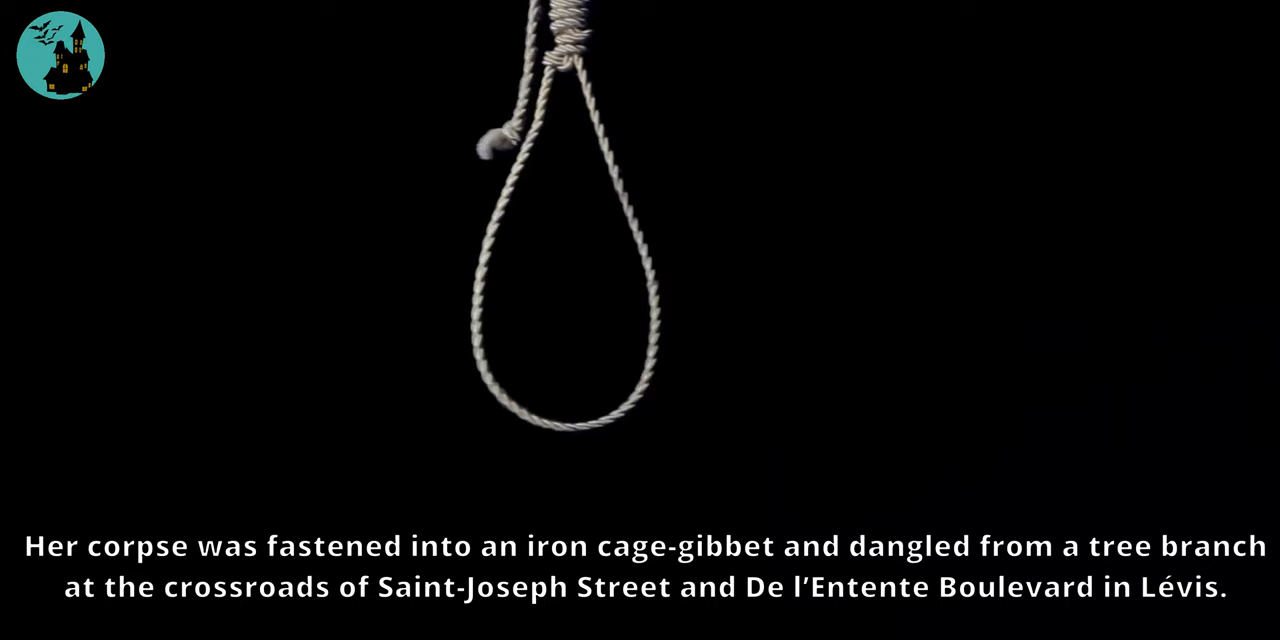 Her corpse was fastened into an iron cage-gibbet and dangled from a tree branch
at the crossroads of Saint-Joseph Street and De l’Entente Boulevard in Lévis.